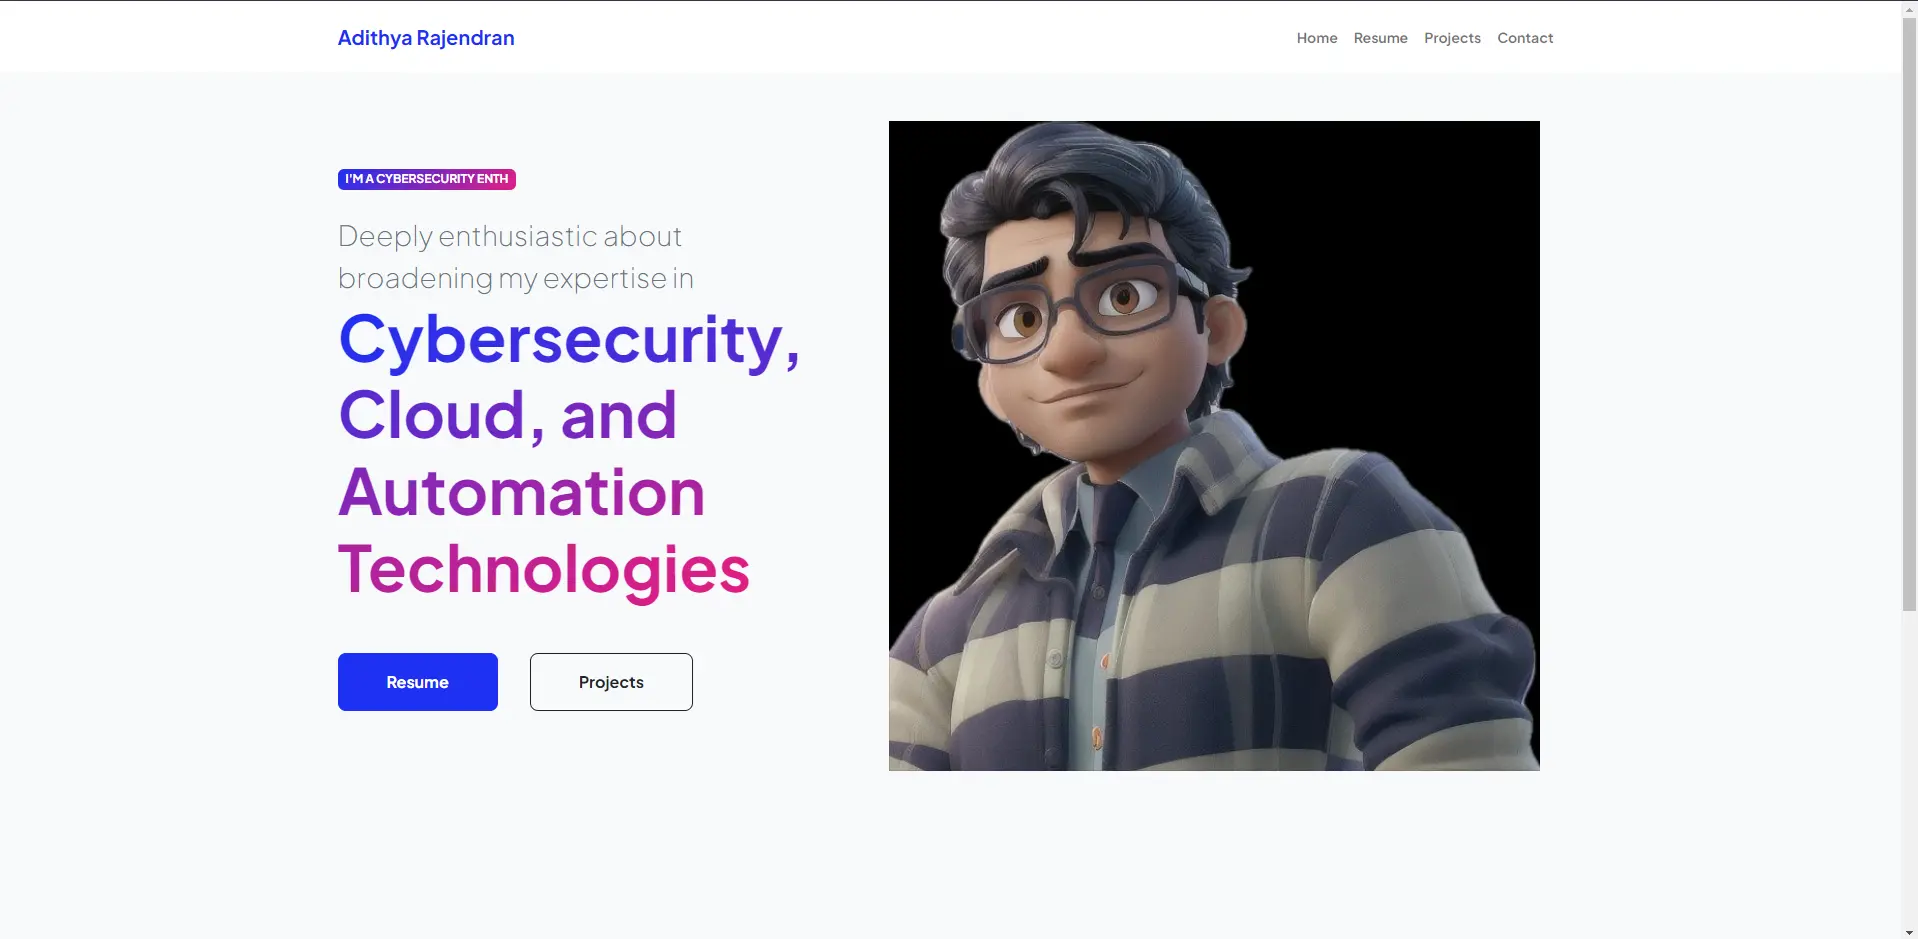 Adithya Rajendran
Home Resume Projects Contact
I'M A CYBERSECURITY ENTH
Deeply enthusiastic about
broadening my expertise in
Cybersecurity,
Cloud, and
Automation
Technologies
Resume Projects